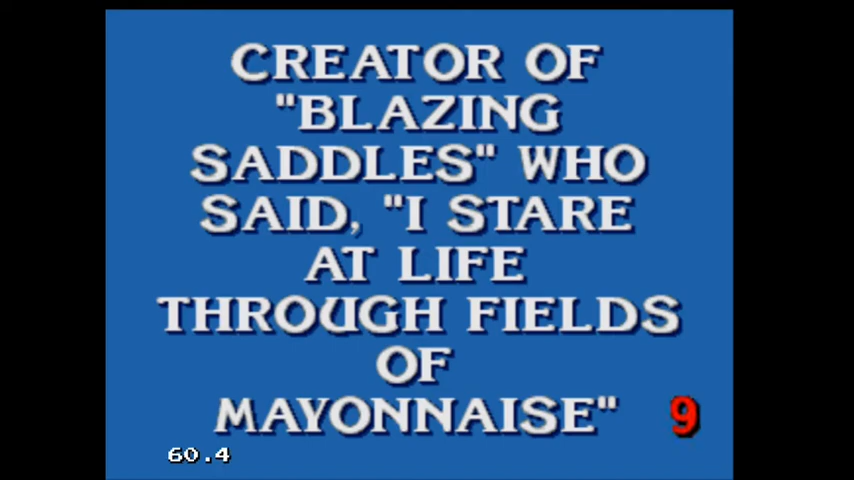 CREATOR OF
"BLAZING
SADDLES" WHO
SAID, "I STARE
AT LIFE
THROUGH FIELDS
OF
MAYONNAISE"
9
60.4